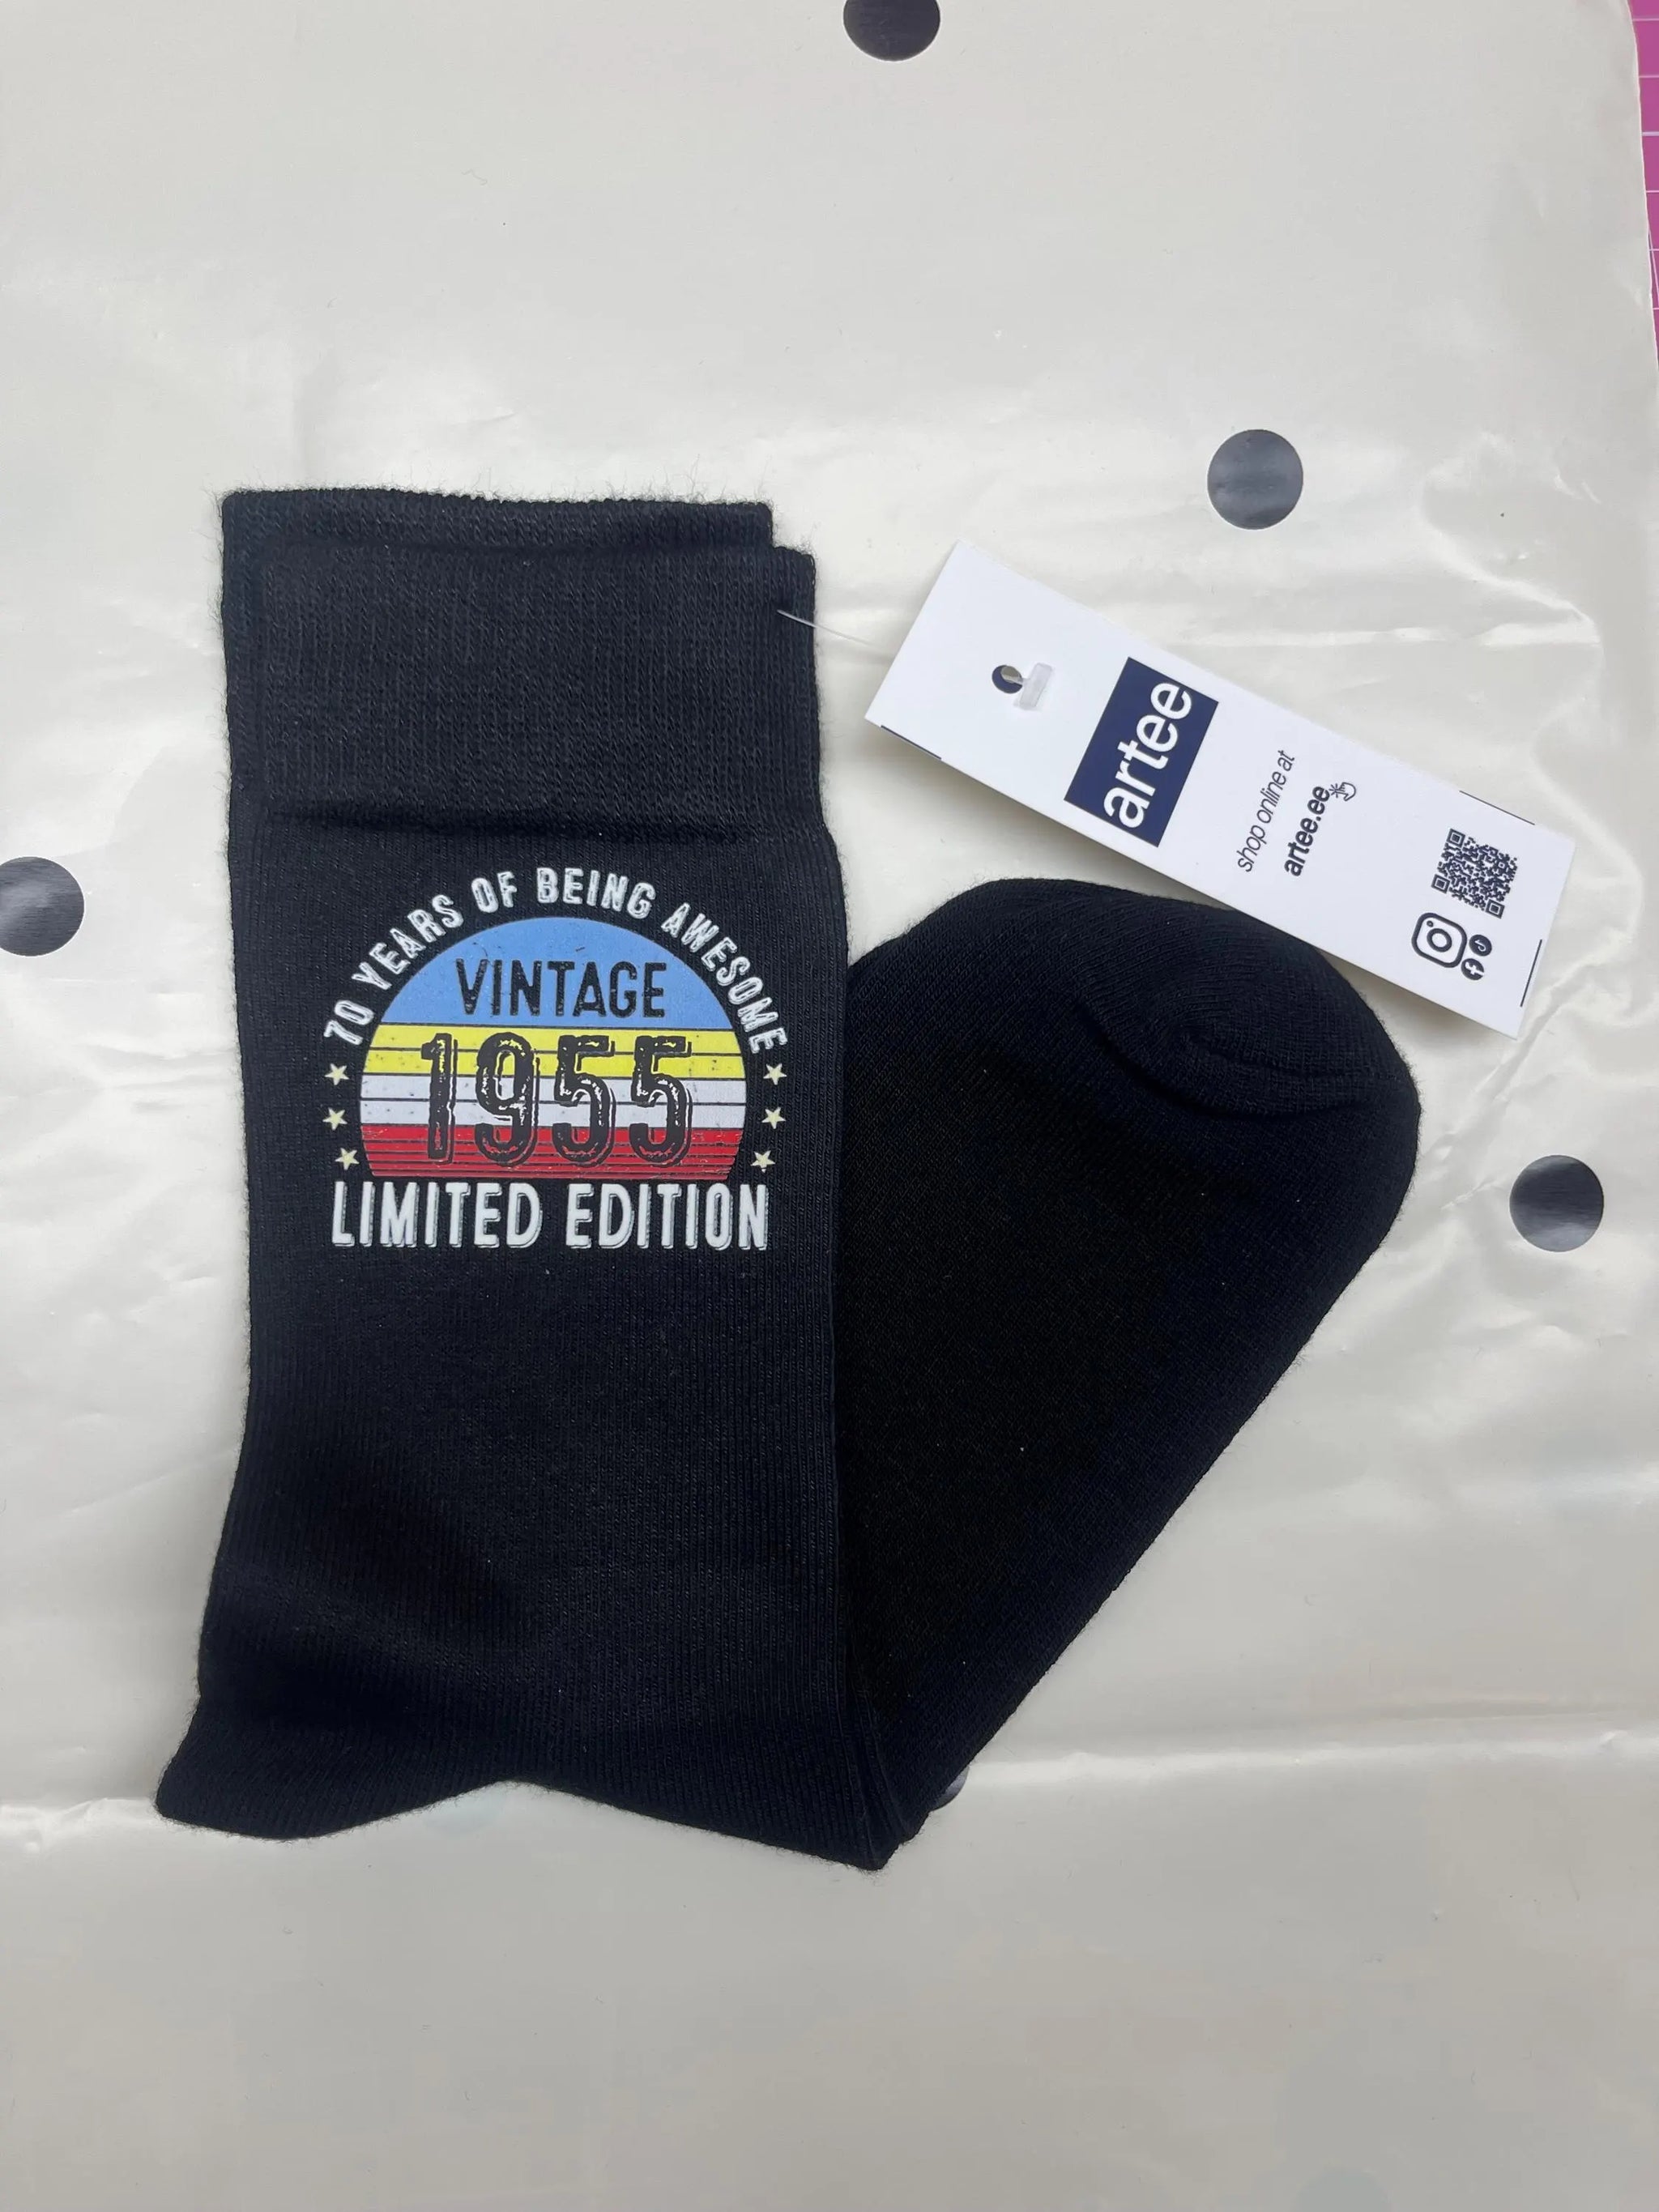 70 YEARS OF BEING AWESOME
VINTAGE
1955
LIMITED EDITION
artee
shop online at
artee.ee